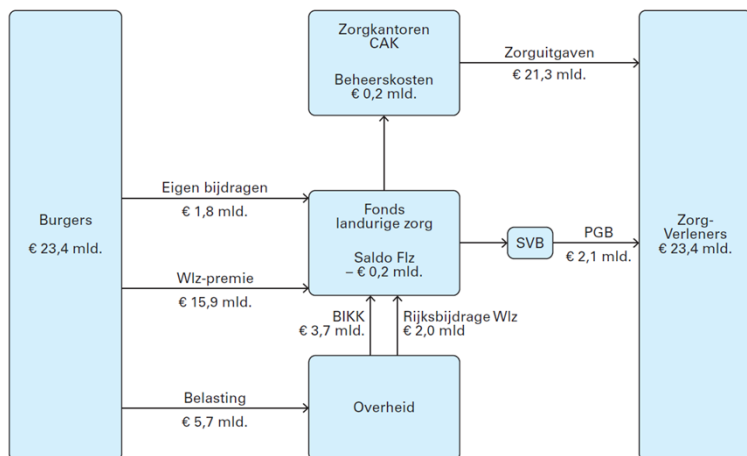 Zorgkantoren
CAK
Beheerskosten
€ 0,2 mld.
Zorguitgaven
€ 21,3 mld.
Burgers
€ 23,4 mld.
Eigen bijdragen
€ 1,8 mld.
Fonds
landurige zorg
Saldo Flz
– € 0,2 mld.
SVB
PGB
€ 2,1 mld.
Zorg-
Verleners
€ 23,4 mld.
Wlz-premie
€ 15,9 mld.
BIKK
€ 3,7 mld.
Rijksbijdrage Wlz
€ 2,0 mld
Belasting
€ 5,7 mld.
Overheid